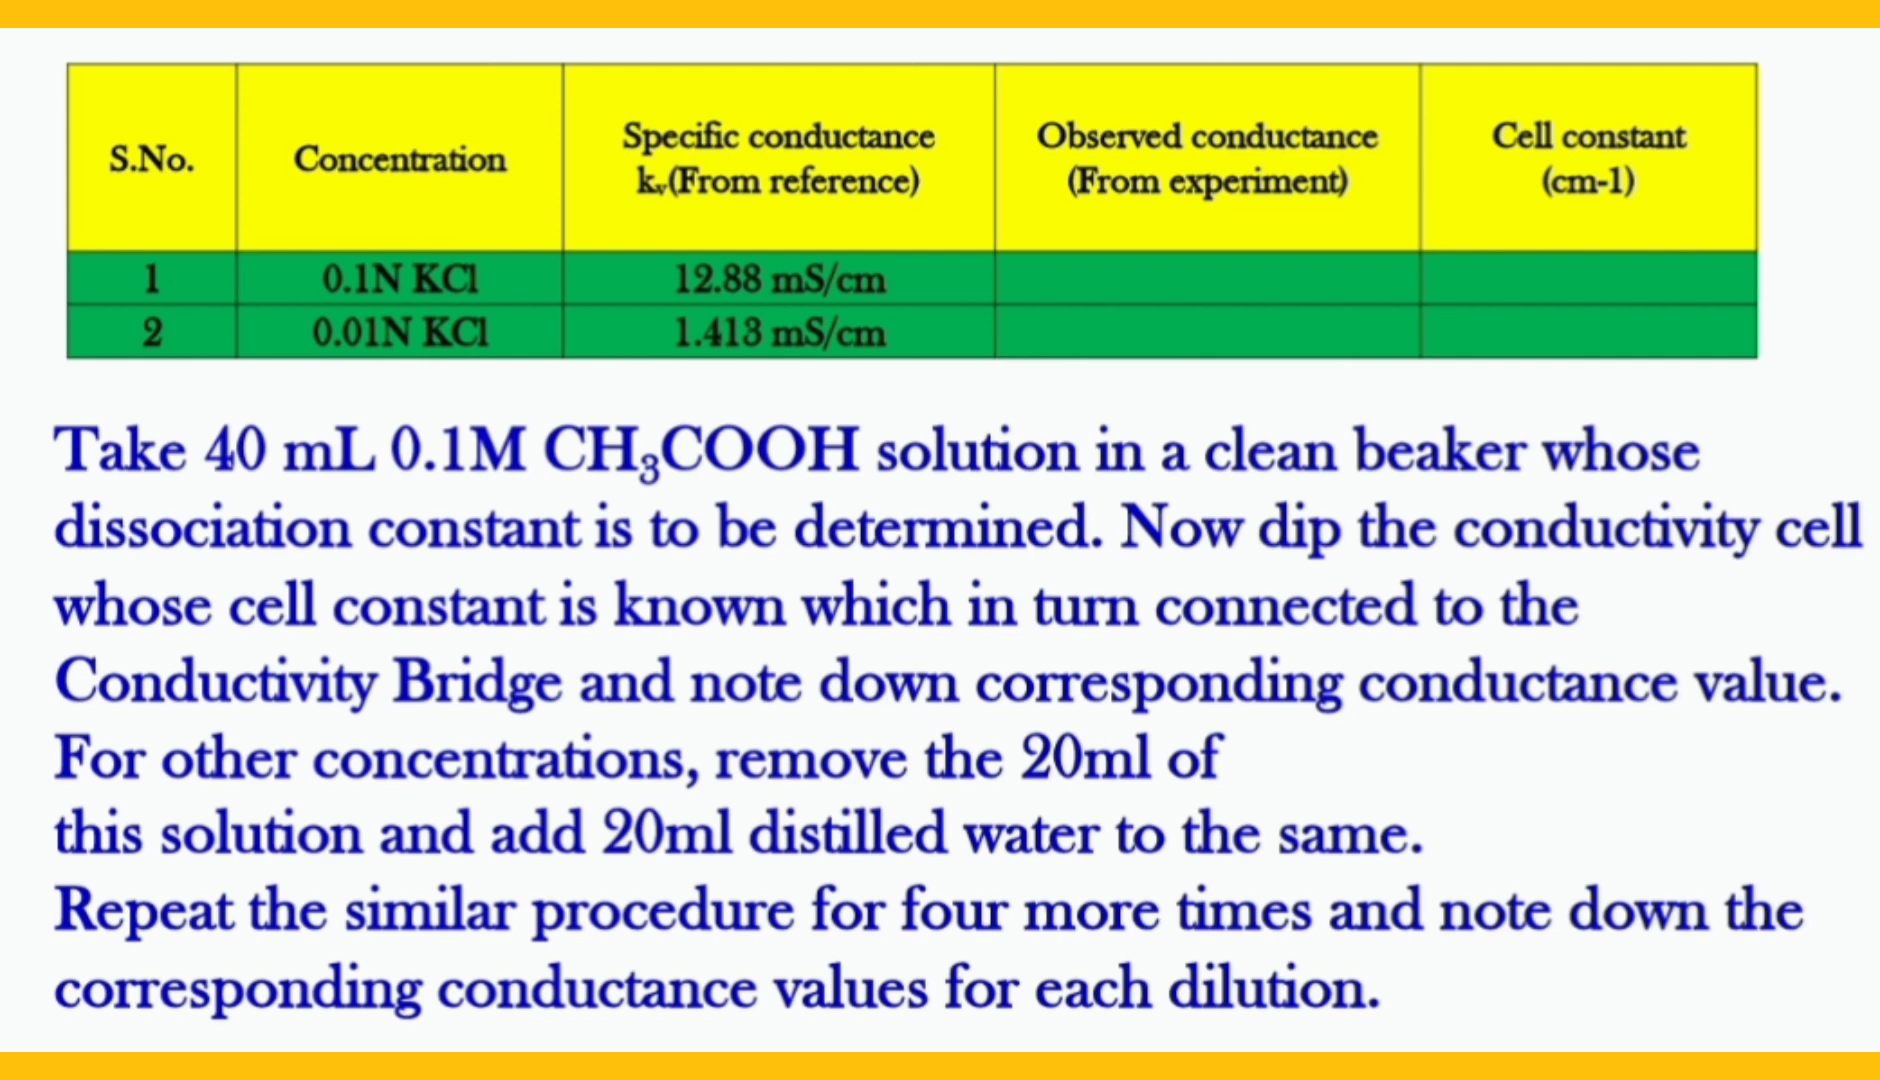 S.No. Concentration Specific conductance kv(From reference) Observed conductance (From experiment) Cell constant (cm-1)
1 0.1N KCl 12.88 mS/cm
2 0.01N KCl 1.413 mS/cm
Take 40 mL 0.1M CH₃COOH solution in a clean beaker whose
dissociation constant is to be determined. Now dip the conductivity cell
whose cell constant is known which in turn connected to the
Conductivity Bridge and note down corresponding conductance value.
For other concentrations, remove the 20ml of
this solution and add 20ml distilled water to the same.
Repeat the similar procedure for four more times and note down the
corresponding conductance values for each dilution.